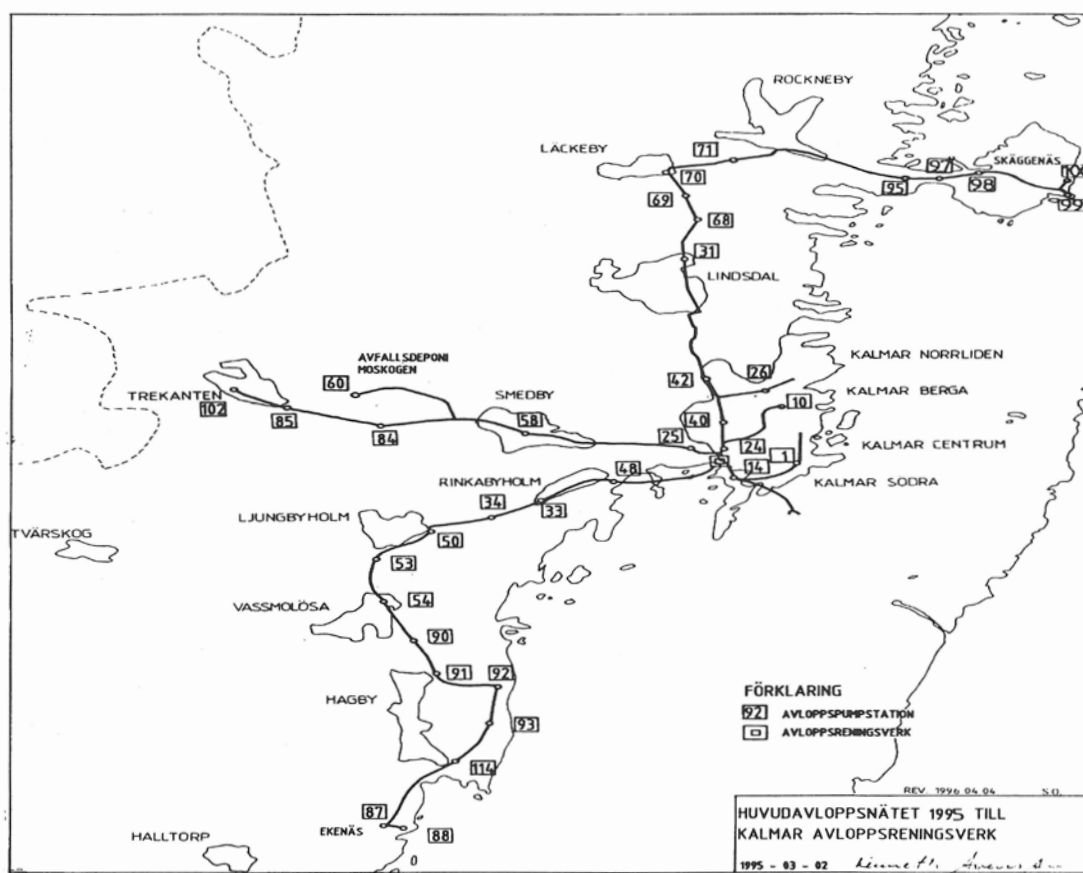 ROCKNEBY
LÄCKEBY
71
70
69
68
31
LINDSDAL
95
97
98
SKÄGGENÄS
99
KALMAR NORRLIDEN
26
42
KALMAR BERGA
10
40
AVFALLSDEPONI
MOSKOGEN
60
TREKANTEN
102
85
84
SMEDBY
58
25
24
KALMAR CENTRUM
1
14
KALMAR SÖDRA
48
RINKABYHOLM
34
33
LJUNGBYHOLM
50
TVÄRSKOG
53
VASSMOLÖSA
54
90
91
92
HAGBY
93
114
87
EKENÄS
88
HALLTORP
FÖRKLARING
92 AVLOPPSPUMPSTATION
AVLOPPSRENINGSVERK
REV. 1996 04 04 S.O.
HUVUDAVLOPPSNÄTET 1995 TILL
KALMAR AVLOPPSRENINGSVERK
1995 - 03 - 02